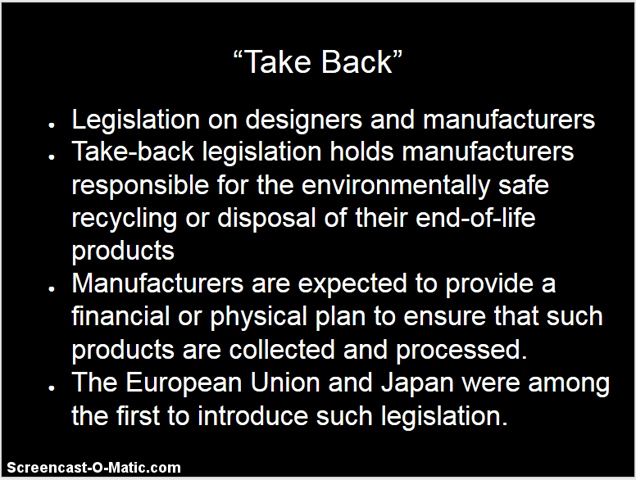 “Take Back”
● Legislation on designers and manufacturers
● Take-back legislation holds manufacturers
responsible for the environmentally safe
recycling or disposal of their end-of-life
products
● Manufacturers are expected to provide a
financial or physical plan to ensure that such
products are collected and processed.
● The European Union and Japan were among
the first to introduce such legislation.
Screencast-O-Matic.com